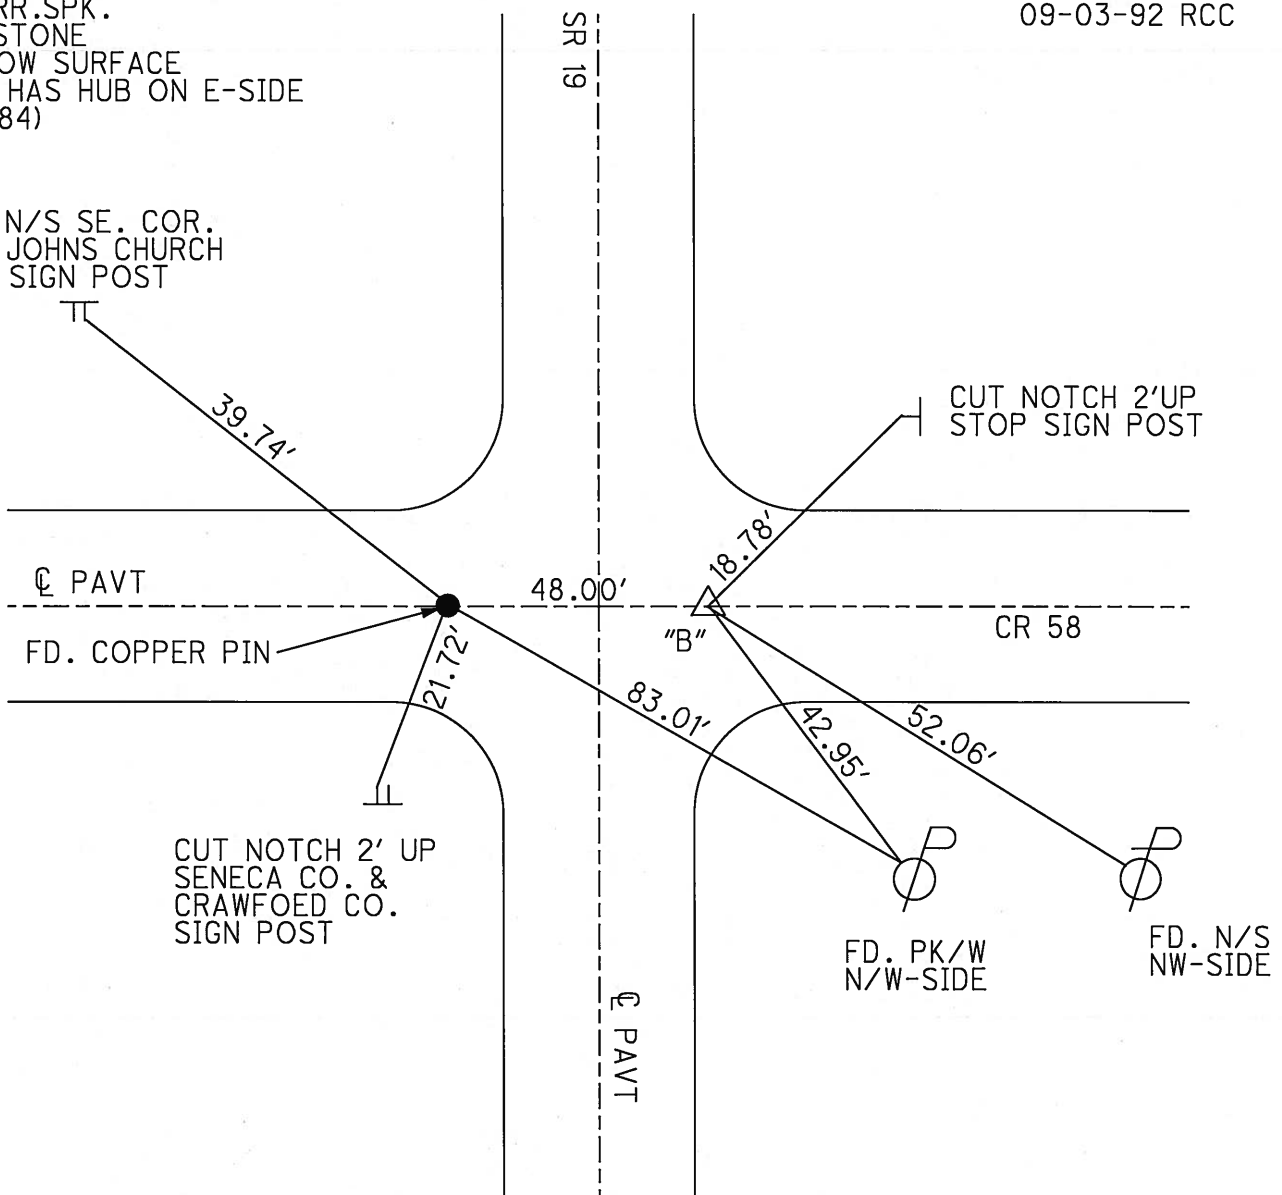 RR.SPK.
STONE
OW SURFACE
HAS HUB ON E-SIDE
84)
09-03-92 RCC
SR 19
N/S SE. COR.
JOHNS CHURCH
SIGN POST
39.74'
CUT NOTCH 2'UP
STOP SIGN POST
18.78'
℄ PAVT
48.00'
"B"
CR 58
FD. COPPER PIN
21.72'
83.01'
42.95'
52.06'
CUT NOTCH 2' UP
SENECA CO. &
CRAWFOED CO.
SIGN POST
FD. PK/W
N/W-SIDE
FD. N/S
NW-SIDE
℄ PAVT